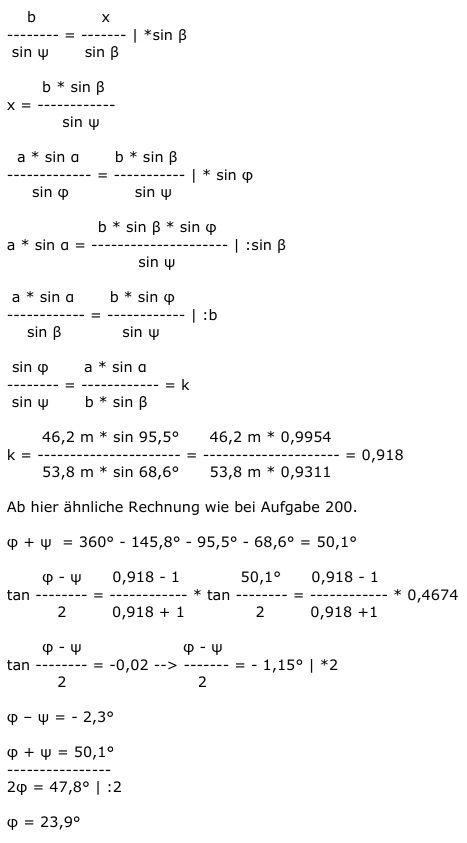 b x
-------- = ------- | *sin β
sin ψ sin β
b * sin β
x = ------------
sin ψ
a * sin α b * sin β
------------- = ----------- | * sin φ
sin φ sin ψ
b * sin β * sin φ
a * sin α = --------------------- | :sin β
sin ψ
a * sin α b * sin φ
------------ = ------------ | :b
sin β sin ψ
sin φ a * sin α
-------- = ------------ = k
sin ψ b * sin β
46,2 m * sin 95,5° 46,2 m * 0,9954
k = ---------------------- = --------------------- = 0,918
53,8 m * sin 68,6° 53,8 m * 0,9311
Ab hier ähnliche Rechnung wie bei Aufgabe 200.
φ + ψ = 360° - 145,8° - 95,5° - 68,6° = 50,1°
φ - ψ 0,918 - 1 50,1° 0,918 - 1
tan -------- = ------------ * tan -------- = ------------ * 0,4674
2 0,918 + 1 2 0,918 +1
φ - ψ φ - ψ
tan -------- = -0,02 --> ------- = - 1,15° | *2
2 2
φ – ψ = - 2,3°
φ + ψ = 50,1°
----------------
2φ = 47,8° | :2
φ = 23,9°